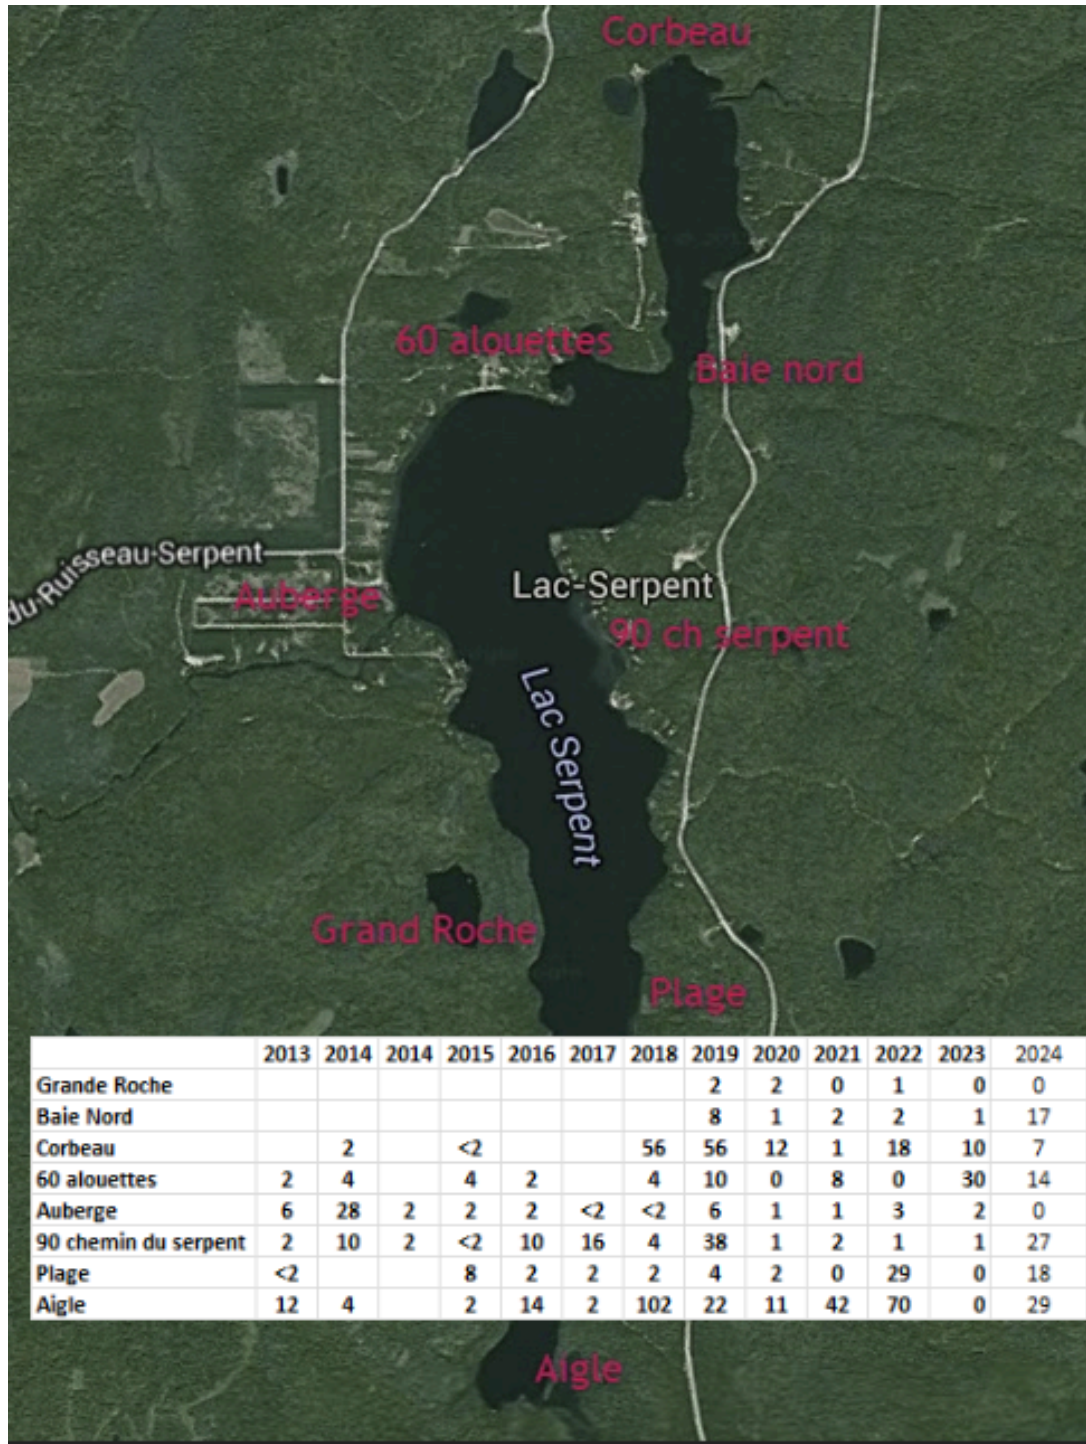 Corbeau
60 alouettes
Baie nord
du-Ruisseau-Serpent
Auberge
Lac-Serpent
90 ch serpent
Lac Serpent
Grand Roche
Plage
2013 2014 2014 2015 2016 2017 2018 2019 2020 2021 2022 2023 2024
Grande Roche 2 2 0 1 0 0
Baie Nord 8 1 2 2 1 17
Corbeau 2 <2 56 56 12 1 18 10 7
60 alouettes 2 4 4 2 4 10 0 8 0 30 14
Auberge 6 28 2 2 2 <2 <2 6 1 1 3 2 0
90 chemin du serpent 2 10 2 <2 10 16 4 38 1 2 1 1 27
Plage <2 8 2 2 2 4 2 0 29 0 18
Aigle 12 4 2 14 2 102 22 11 42 70 0 29
Aigle